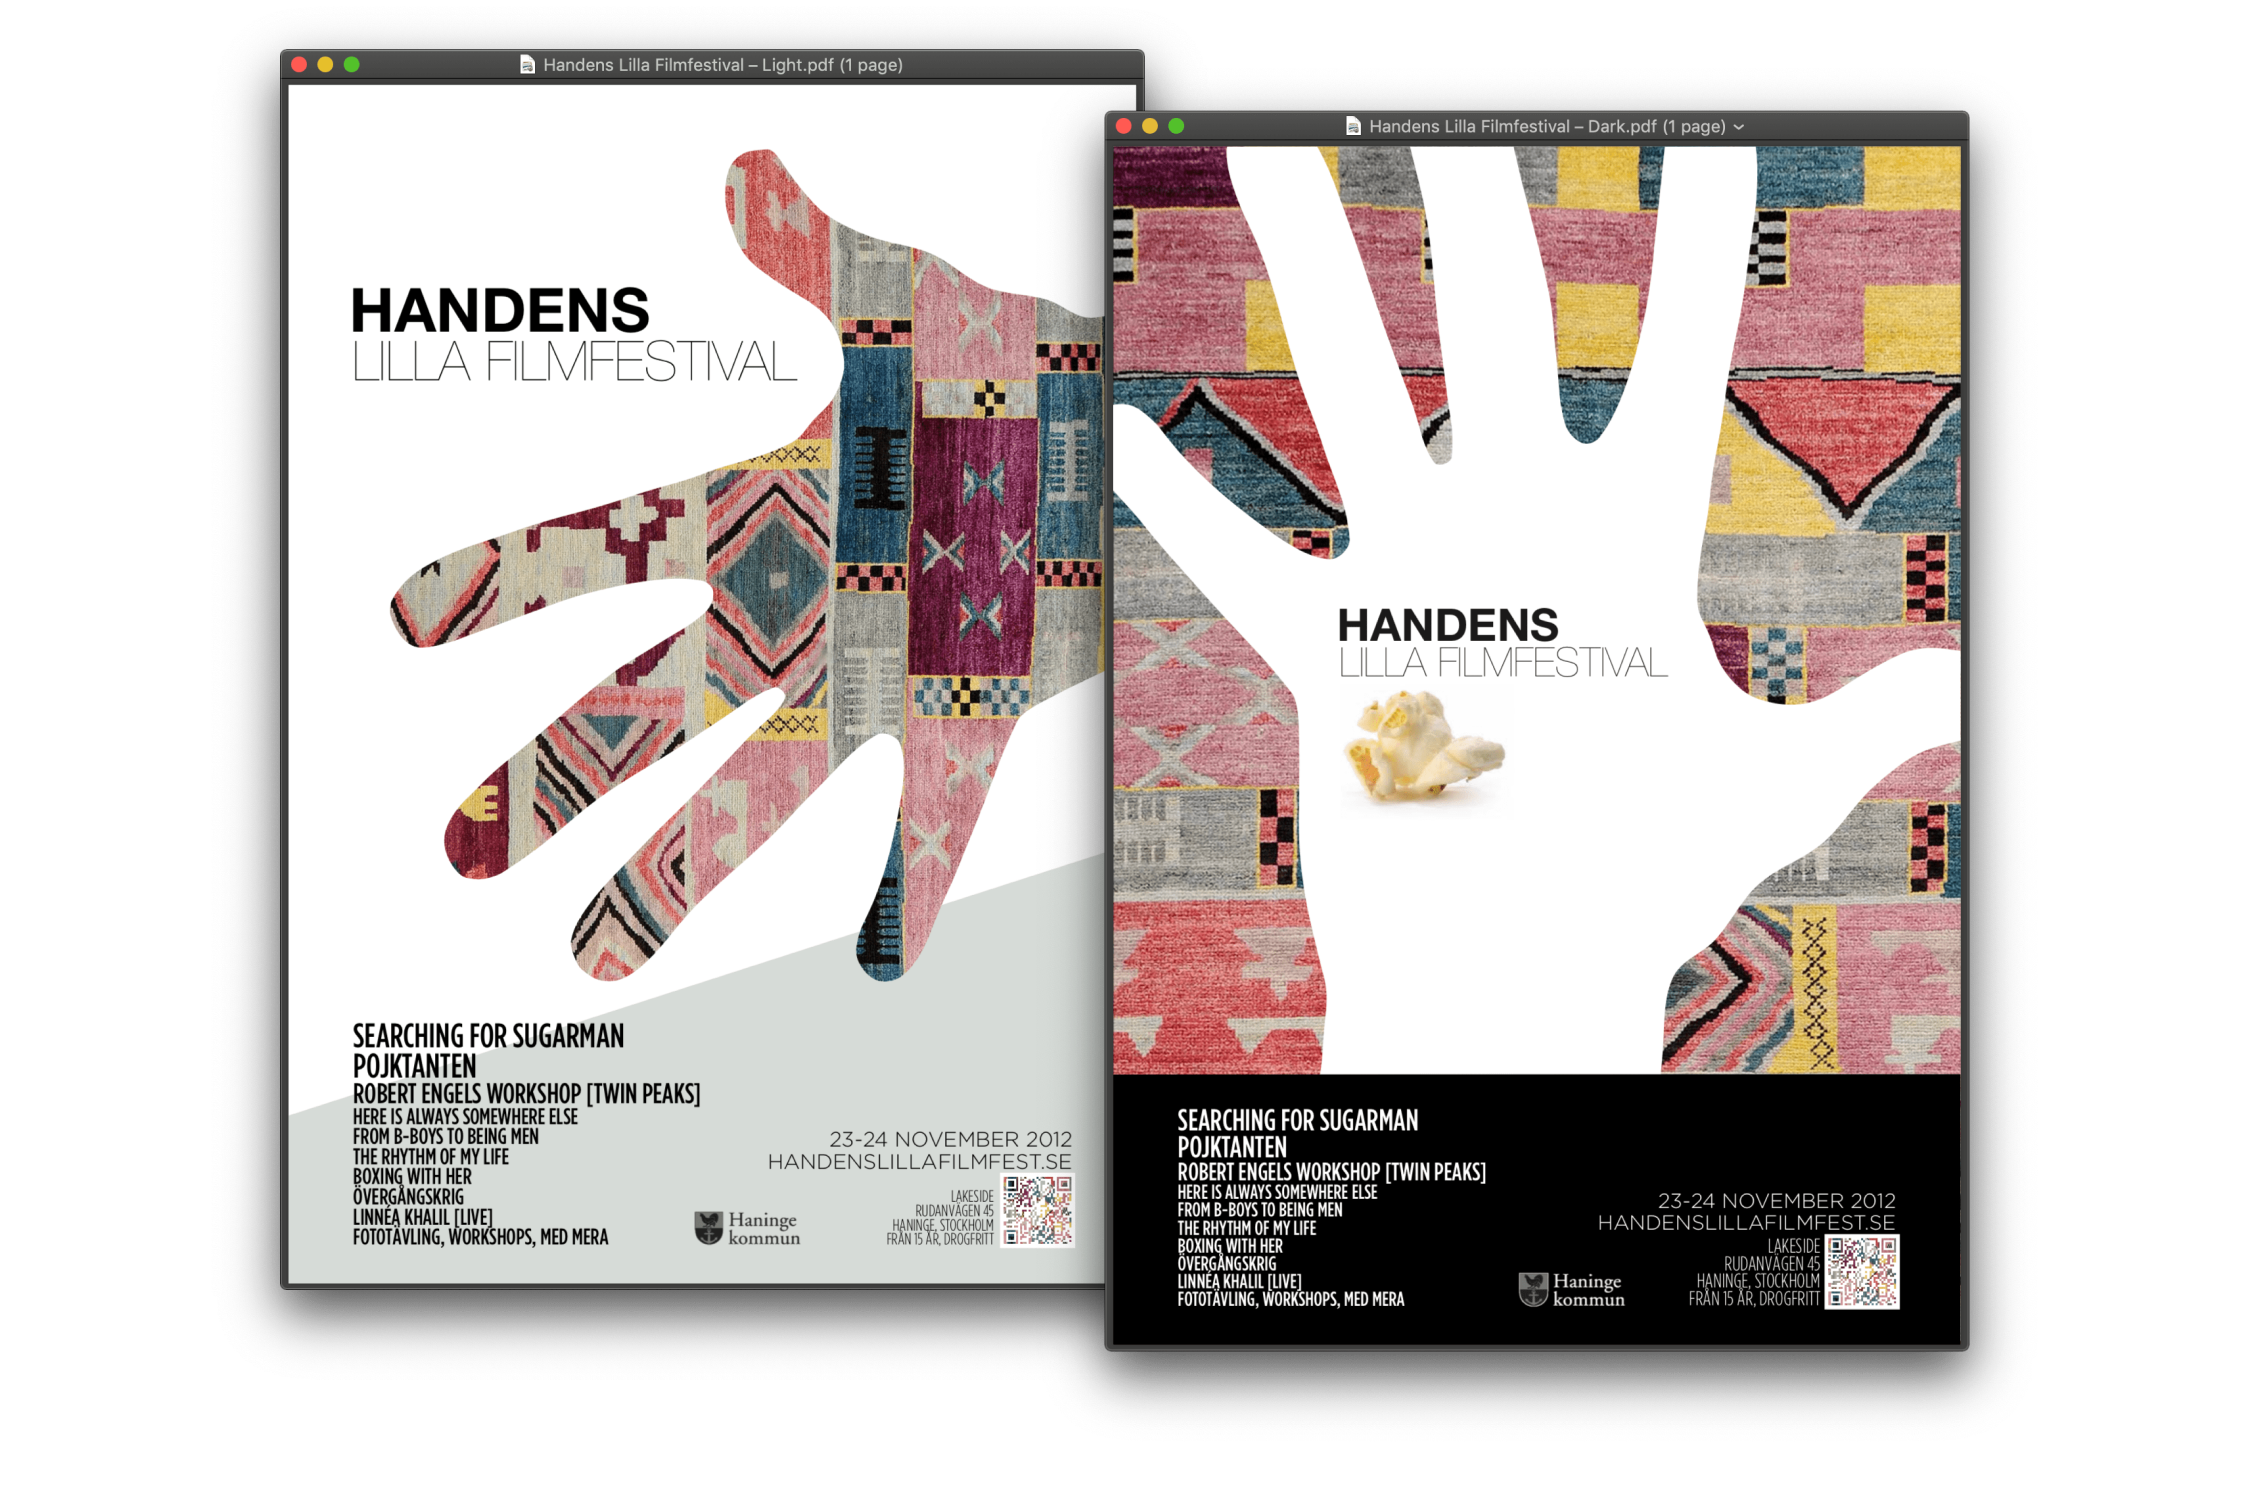 Handens Lilla Filmfestival – Light.pdf (1 page)
HANDENS
LILLA FILMFESTIVAL
SEARCHING FOR SUGARMAN
POJKTANTEN
ROBERT ENGELS WORKSHOP [TWIN PEAKS]
HERE IS ALWAYS SOMEWHERE ELSE
FROM B-BOYS TO BEING MEN
THE RHYTHM OF MY LIFE
BOXING WITH HER
ÖVERGÅNGSKRIG
LINNÉA KHALIL [LIVE]
FOTOTÄVLING, WORKSHOPS, MED MERA
Haninge
kommun
23-24 NOVEMBER 2012
HANDENSLILLAFILMFEST.SE
LAKESIDE
RUDANVÄGEN 45
HANINGE, STOCKHOLM
FRÅN 15 ÅR, DROGFRITT
Handens Lilla Filmfestival – Dark.pdf (1 page)
HANDENS
LILLA FILMFESTIVAL
SEARCHING FOR SUGARMAN
POJKTANTEN
ROBERT ENGELS WORKSHOP [TWIN PEAKS]
HERE IS ALWAYS SOMEWHERE ELSE
FROM B-BOYS TO BEING MEN
THE RHYTHM OF MY LIFE
BOXING WITH HER
ÖVERGÅNGSKRIG
LINNÉA KHALIL [LIVE]
FOTOTÄVLING, WORKSHOPS, MED MERA
Haninge
kommun
23-24 NOVEMBER 2012
HANDENSLILLAFILMFEST.SE
LAKESIDE
RUDANVÄGEN 45
HANINGE, STOCKHOLM
FRÅN 15 ÅR, DROGFRITT